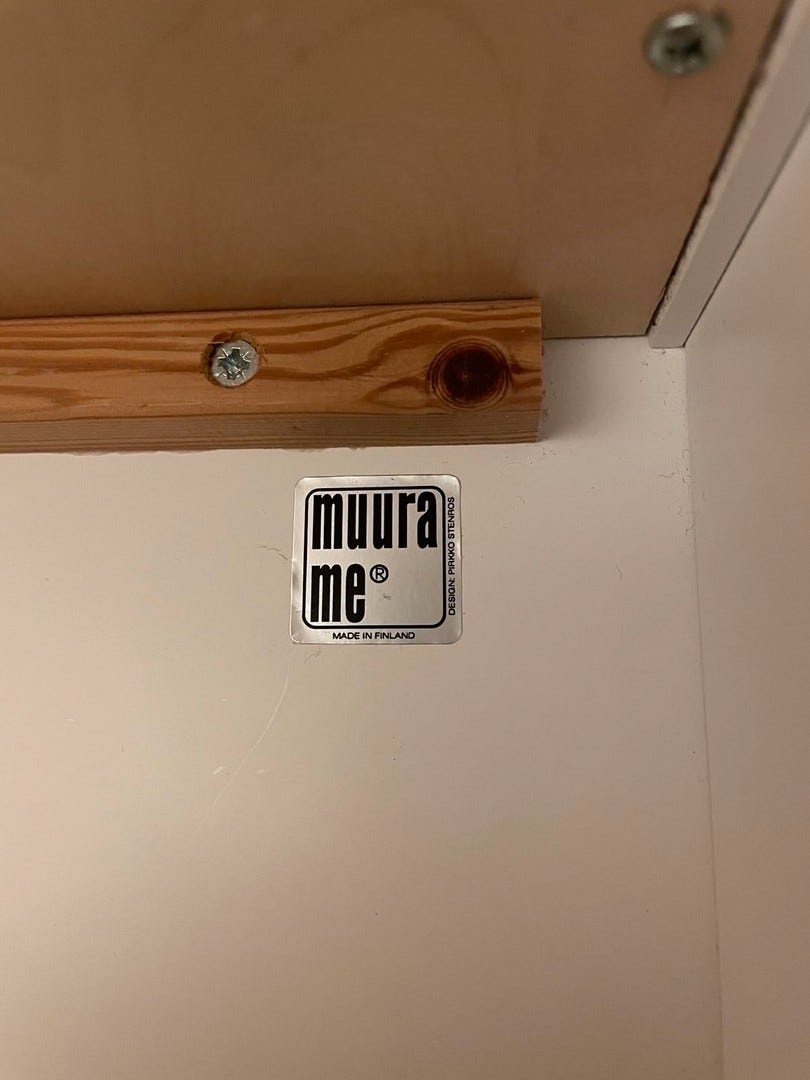 muura
me®
MADE IN FINLAND
DESIGN: PIRKKO STENROS